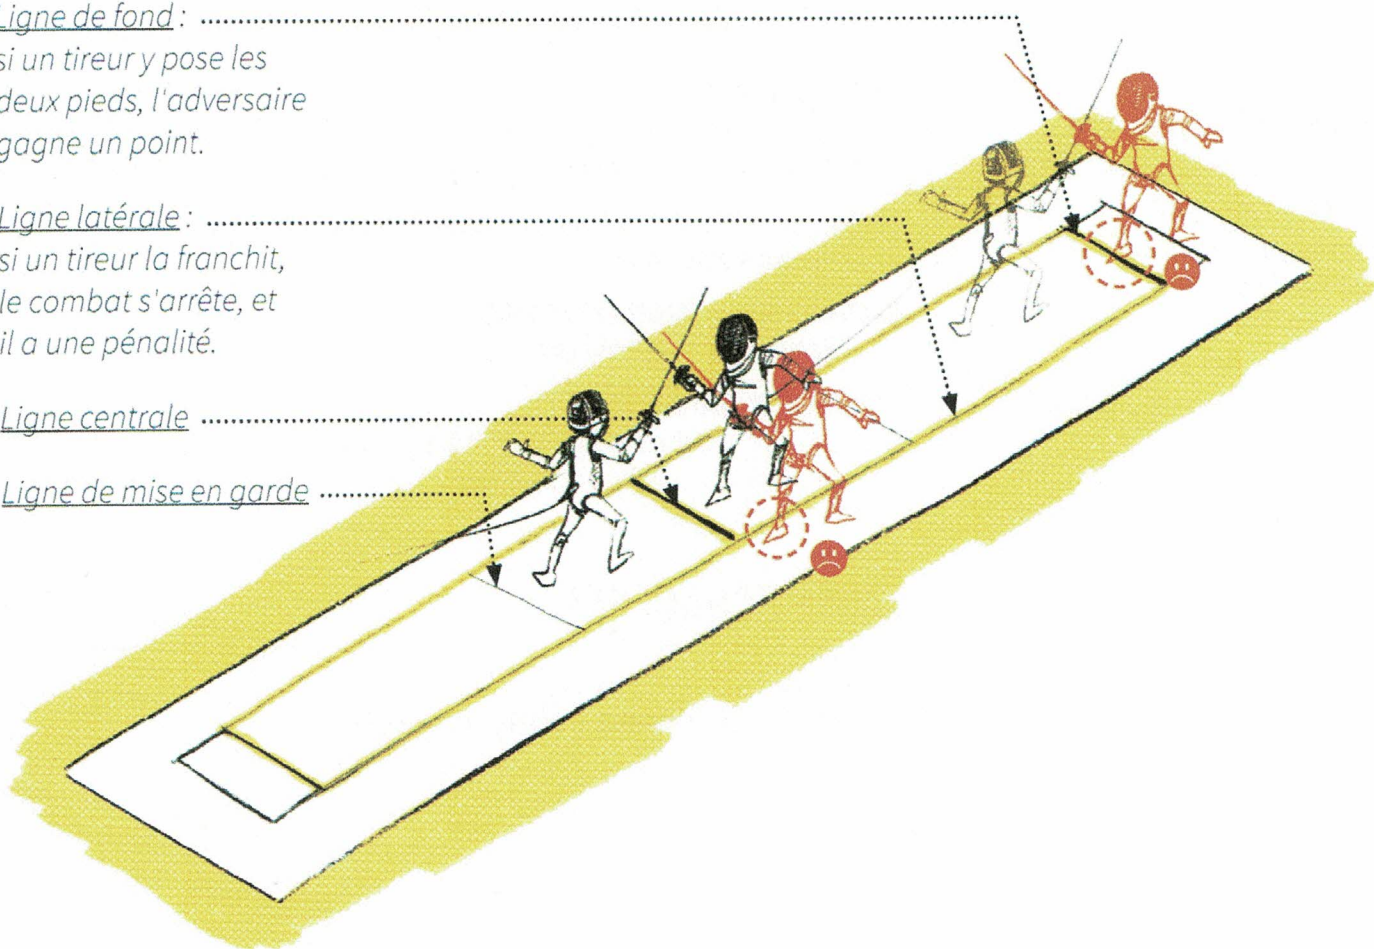 Ligne de fond :
si un tireur y pose les
deux pieds, l'adversaire
gagne un point.
Ligne latérale :
si un tireur la franchit,
le combat s'arrête, et
il a une pénalité.
Ligne centrale
Ligne de mise en garde